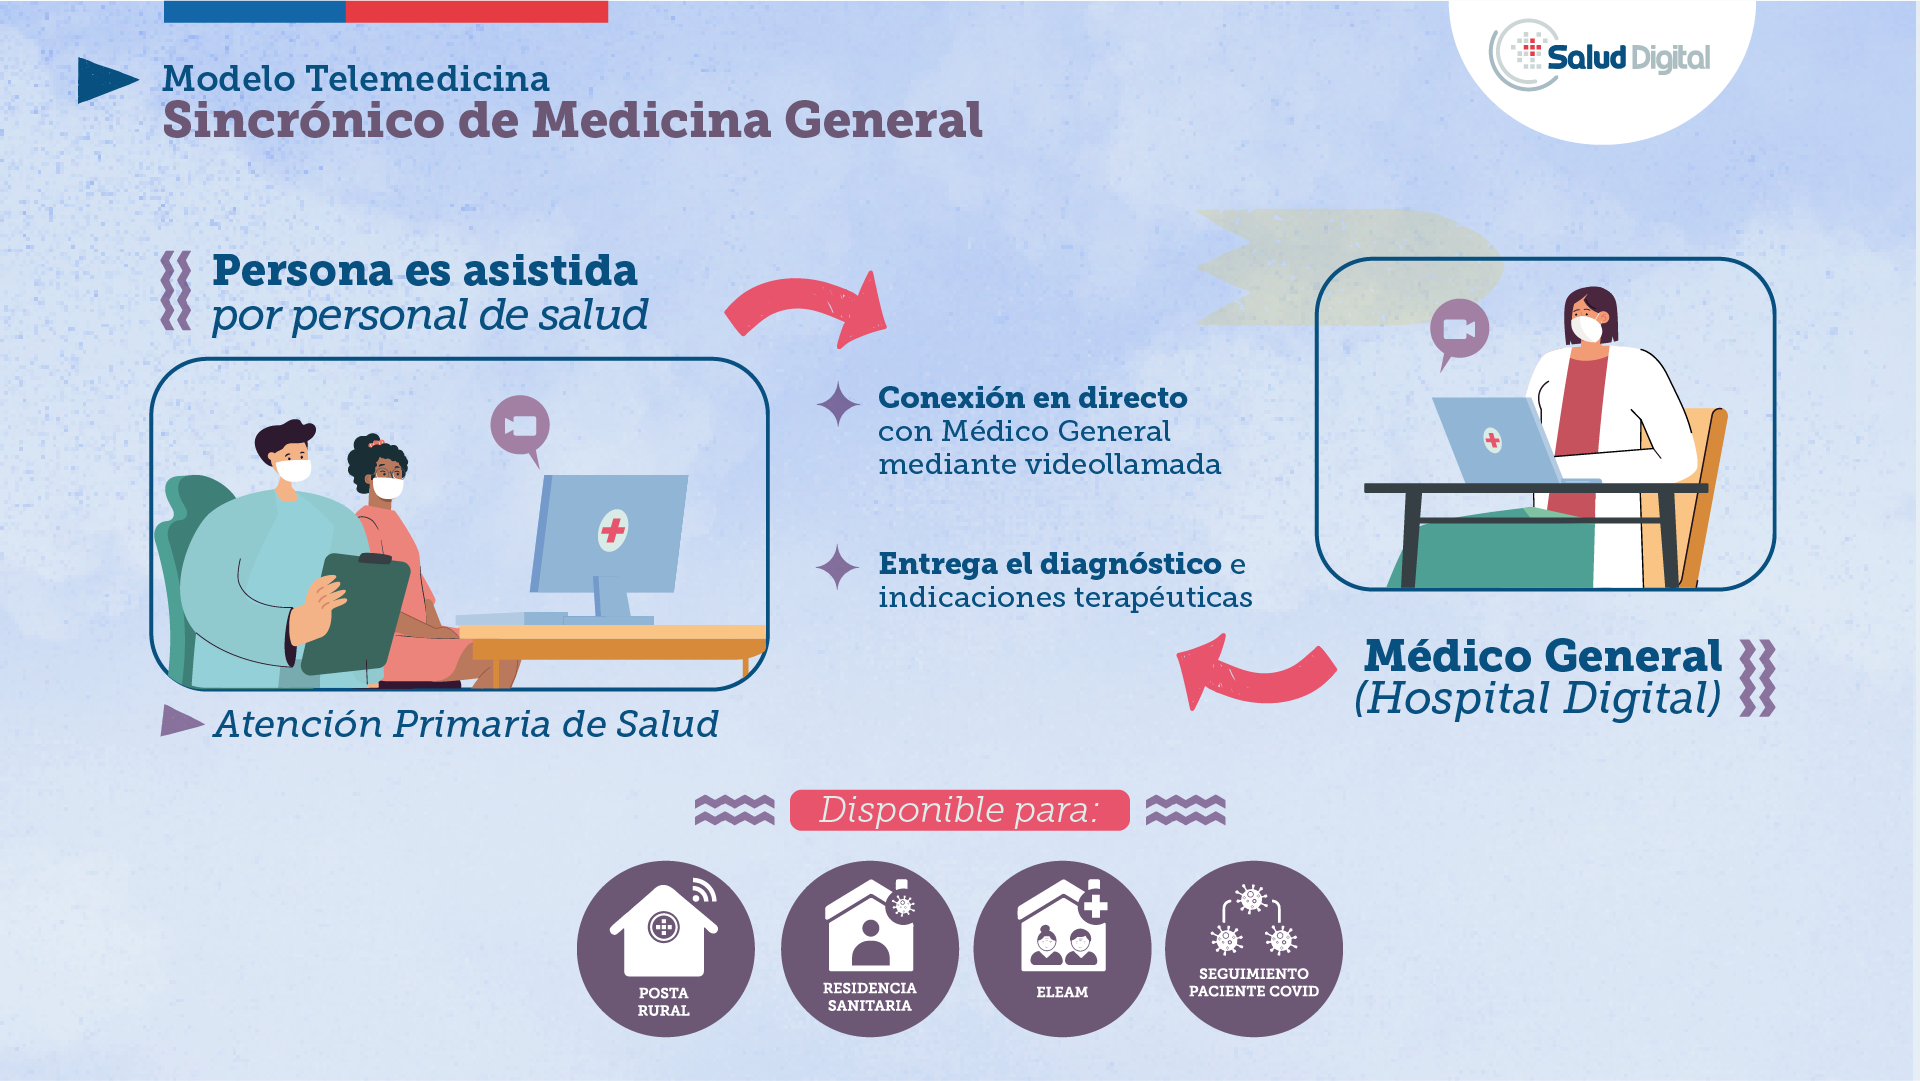 Modelo Telemedicina
Sincrónico de Medicina General
Salud Digital
Persona es asistida
por personal de salud
Atención Primaria de Salud
Conexión en directo
con Médico General
mediante videollamada
Entrega el diagnóstico e
indicaciones terapéuticas
Médico General
(Hospital Digital)
Disponible para:
POSTA
RURAL
RESIDENCIA
SANITARIA
ELEAM
SEGUIMIENTO
PACIENTE COVID